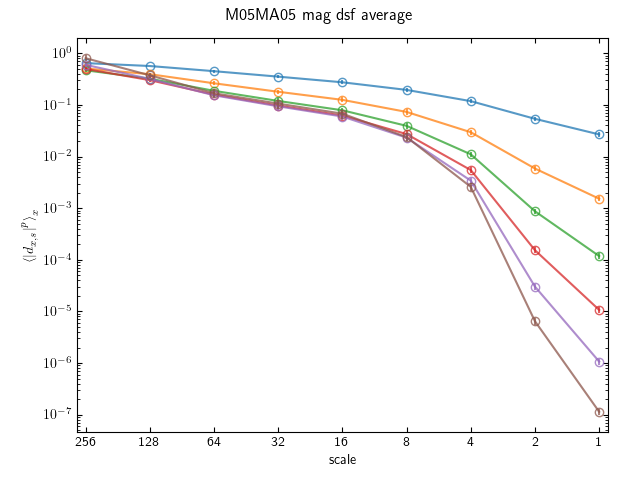 M05MA05 mag dsf average
⟨|d_{x,s}|^p⟩_x
10^0
10^{-1}
10^{-2}
10^{-3}
10^{-4}
10^{-5}
10^{-6}
10^{-7}
256 128 64 32 16 8 4 2 1
scale